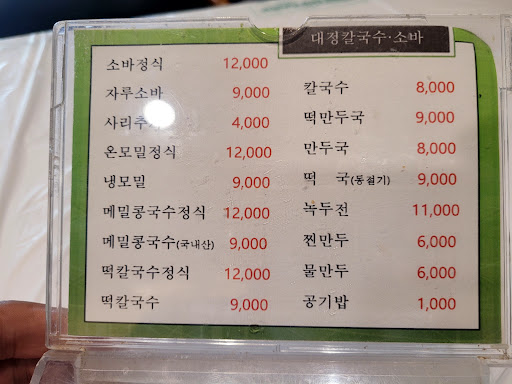 대정칼국수·소바
소바정식 12,000
자루소바 9,000
사리추가 4,000
온모밀정식 12,000
냉모밀 9,000
메밀콩국수정식 12,000
메밀콩국수(국내산) 9,000
떡칼국수정식 12,000
떡칼국수 9,000
칼국수 8,000
떡만두국 9,000
만두국 8,000
떡 국(동절기) 9,000
녹두전 11,000
찐만두 6,000
물만두 6,000
공기밥 1,000